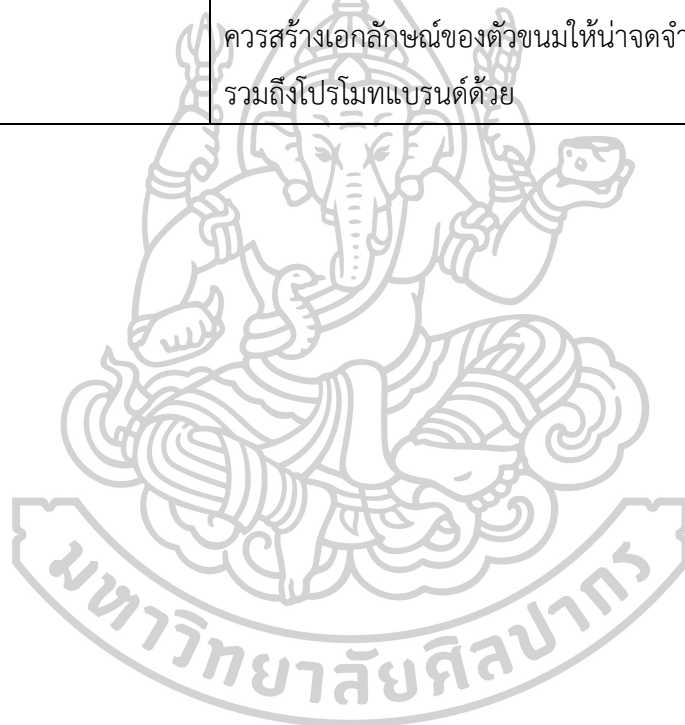 ควรสร้างเอกลักษณ์ของตัวขนมให้น่าจดจำ
รวมถึงโปรโมทแบรนด์ด้วย
มหาวิทยาลัยศิลปากร